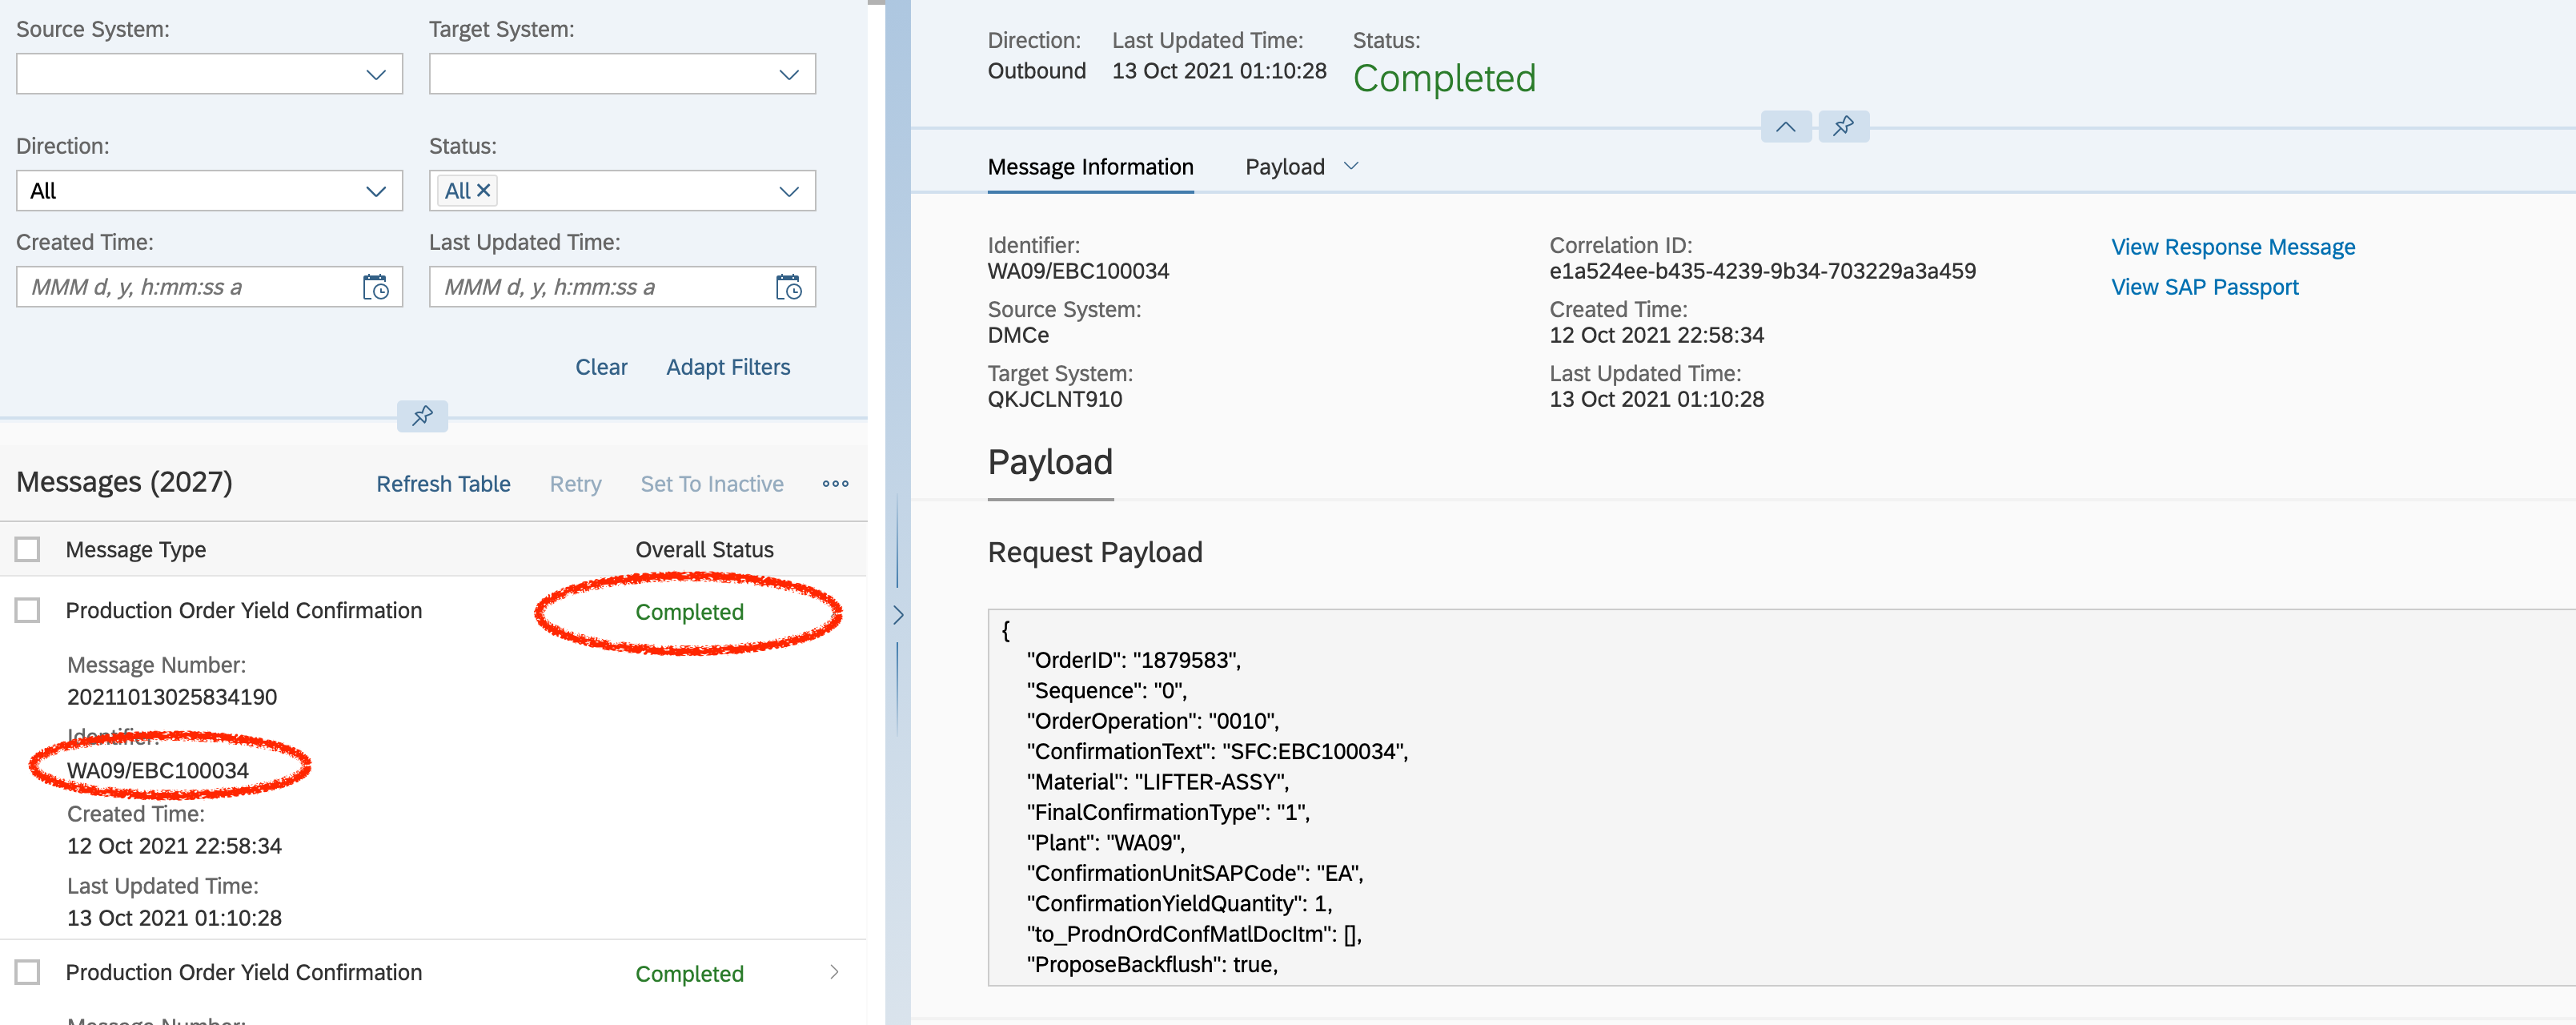 Source System:
Target System:
Direction:
Status:
All
All
Created Time:
Last Updated Time:
MMM d, y, h:mm:ss a
MMM d, y, h:mm:ss a
Clear
Adapt Filters
Messages (2027)
Refresh Table
Retry
Set To Inactive
Message Type
Overall Status
Production Order Yield Confirmation
Completed
Message Number:
20211013025834190
Identifier:
WA09/EBC100034
Created Time:
12 Oct 2021 22:58:34
Last Updated Time:
13 Oct 2021 01:10:28
Production Order Yield Confirmation
Completed
Message Number:
Direction:
Last Updated Time:
Status:
Outbound
13 Oct 2021 01:10:28
Completed
Message Information
Payload
Identifier:
WA09/EBC100034
Source System:
DMCe
Target System:
QKJCLNT910
Correlation ID:
e1a524ee-b435-4239-9b34-703229a3a459
Created Time:
12 Oct 2021 22:58:34
Last Updated Time:
13 Oct 2021 01:10:28
View Response Message
View SAP Passport
Payload
Request Payload
{
"OrderID": "1879583",
"Sequence": "0",
"OrderOperation": "0010",
"ConfirmationText": "SFC:EBC100034",
"Material": "LIFTER-ASSY",
"FinalConfirmationType": "1",
"Plant": "WA09",
"ConfirmationUnitSAPCode": "EA",
"ConfirmationYieldQuantity": 1,
"to_ProdnOrdConfMatlDocItm": [],
"ProposeBackflush": true,